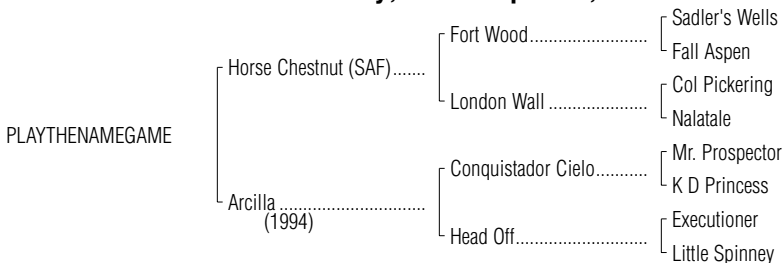 Sadler's Wells
Fort Wood
Fall Aspen
Horse Chestnut (SAF)
Col Pickering
London Wall
Nalatale
PLAYTHENAMEGAME
Mr. Prospector
Conquistador Cielo
K D Princess
Arcilla
(1994)
Executioner
Head Off
Little Spinney